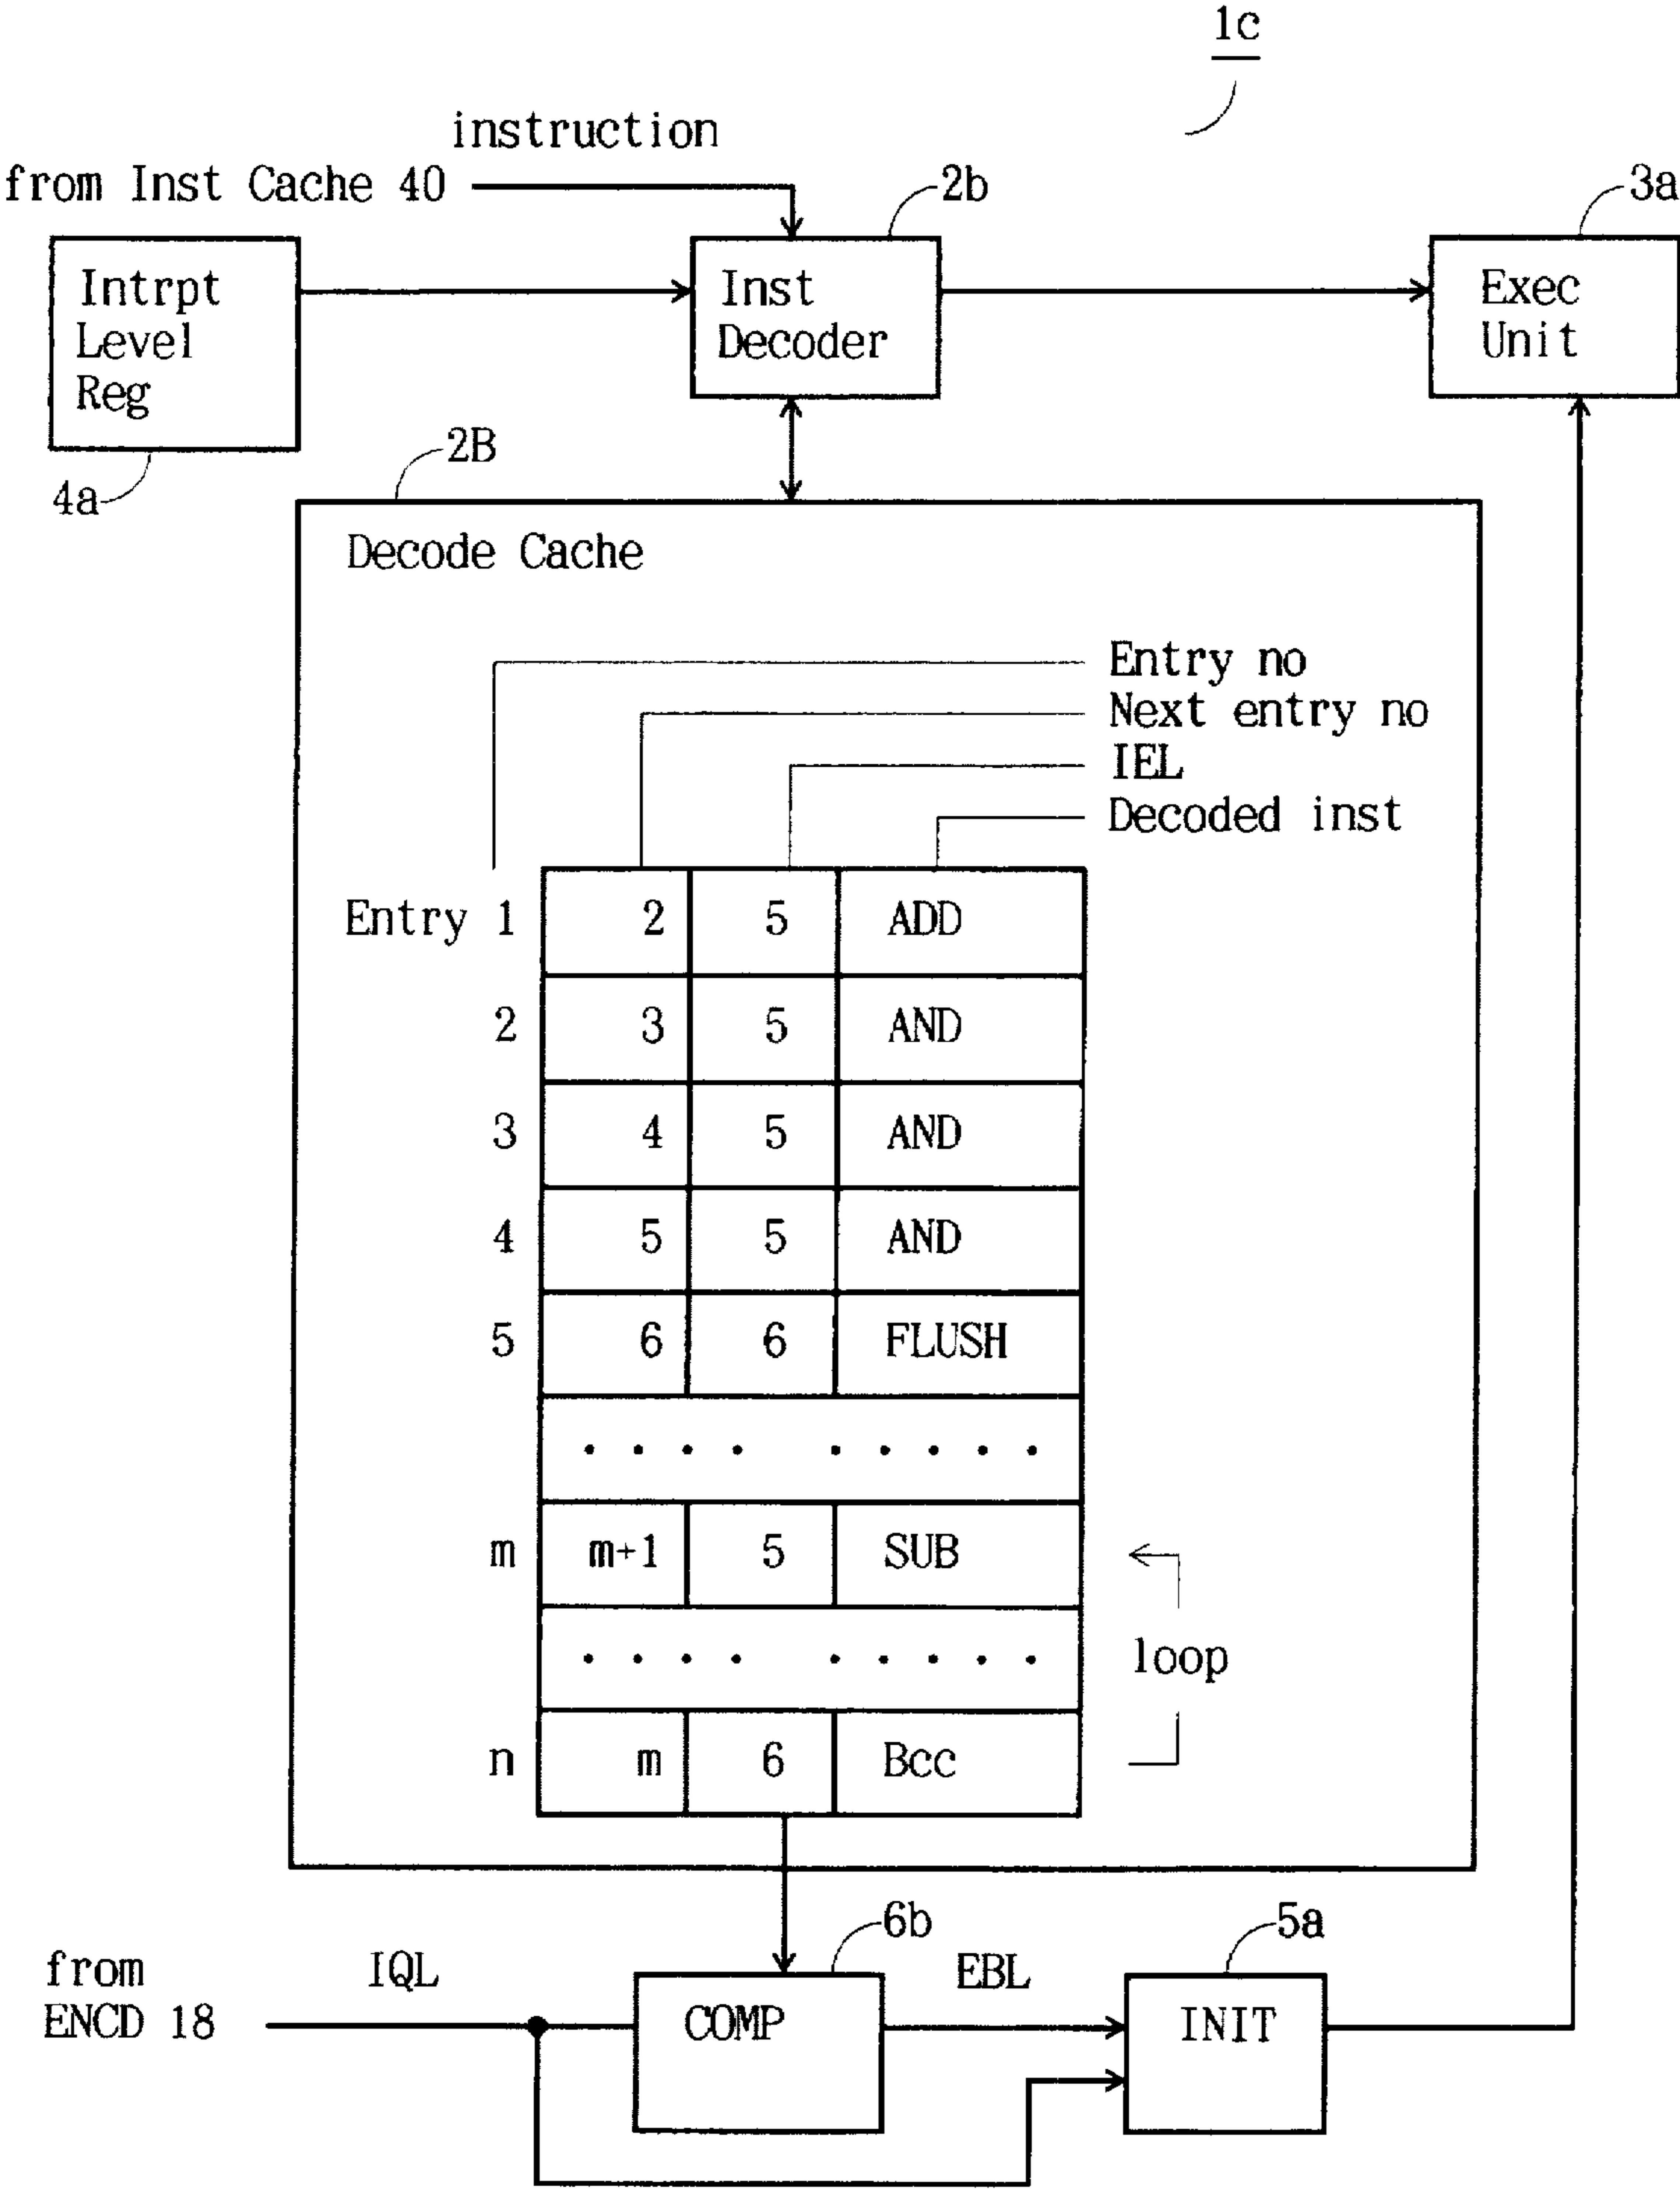 1c
instruction
from Inst Cache 40
2b
3a
Intrpt
Level
Reg
Inst
Decoder
Exec
Unit
4a
2B
Decode Cache
Entry no
Next entry no
IEL
Decoded inst
Entry 1 2 5 ADD
2 3 5 AND
3 4 5 AND
4 5 5 AND
5 6 6 FLUSH
. . . . . . . . .
m m+1 5 SUB
. . . . . . . . . loop
n m 6 Bcc
6b
5a
from
ENCD 18
IQL
COMP
EBL
INIT